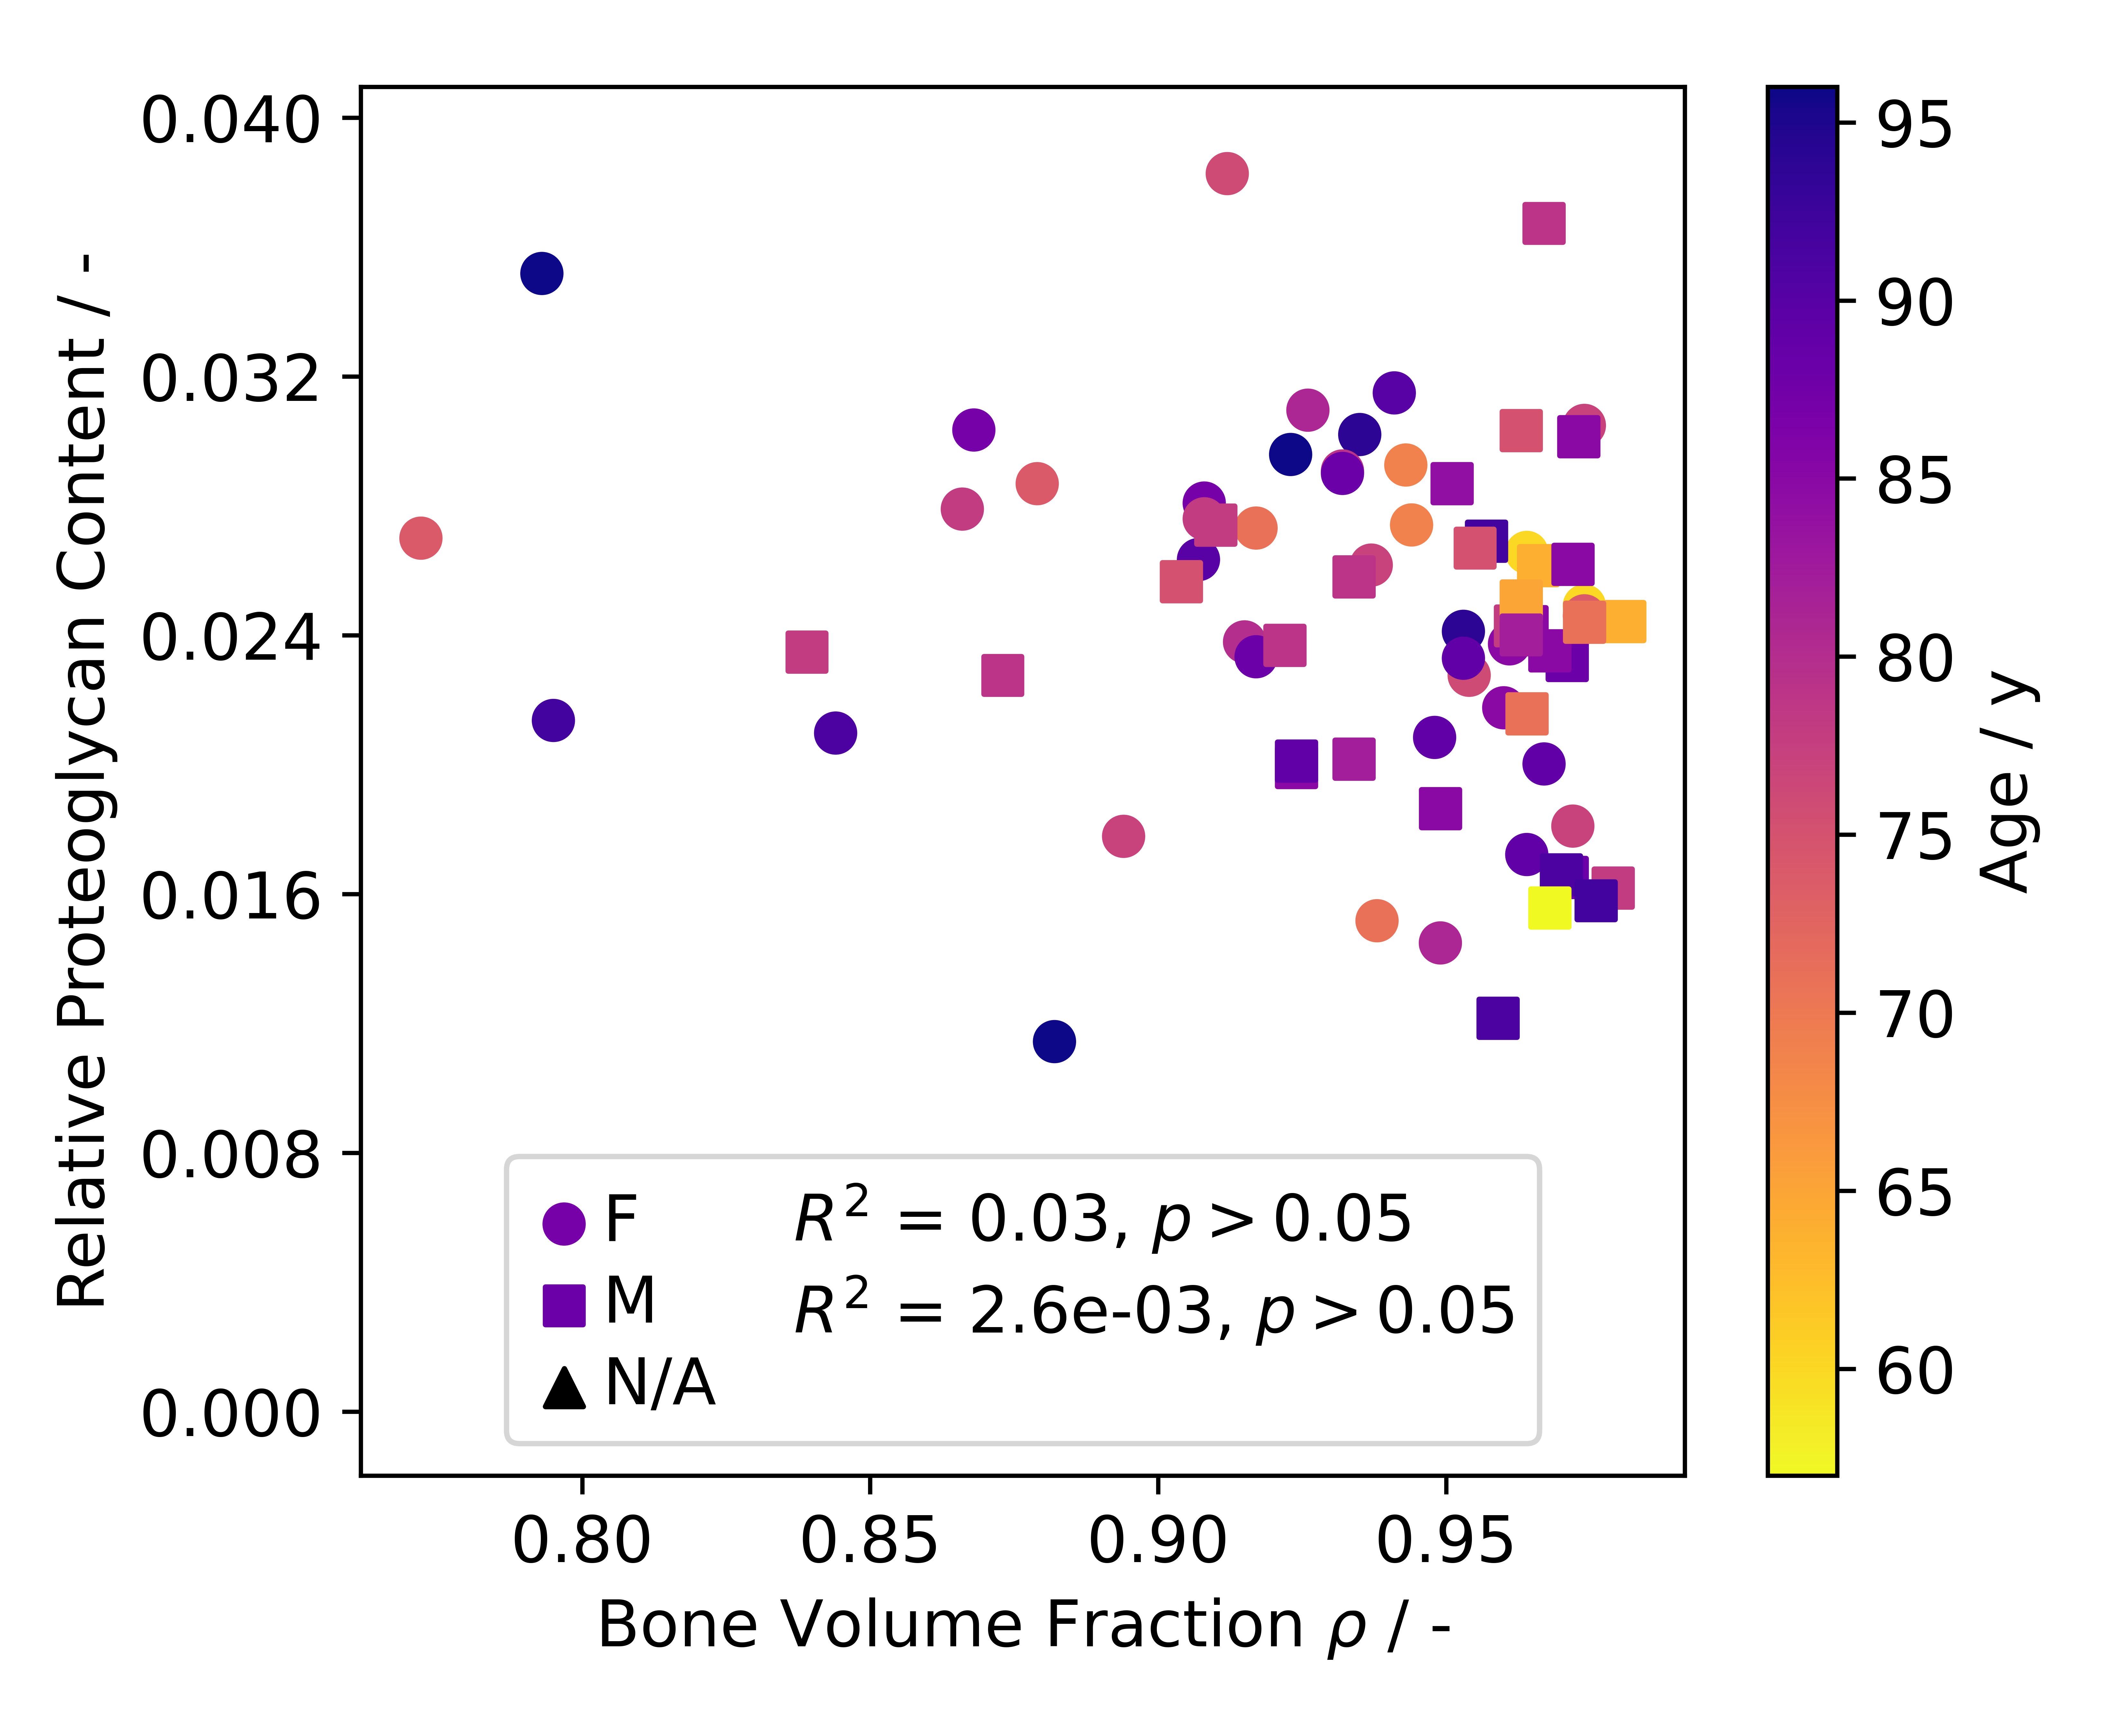 0.040
0.032
0.024
0.016
0.008
0.000
Relative Proteoglycan Content / -
F R² = 0.03, p > 0.05
M R² = 2.6e-03, p > 0.05
N/A
0.80 0.85 0.90 0.95
Bone Volume Fraction ρ / -
95
90
85
80
75
70
65
60
Age / y